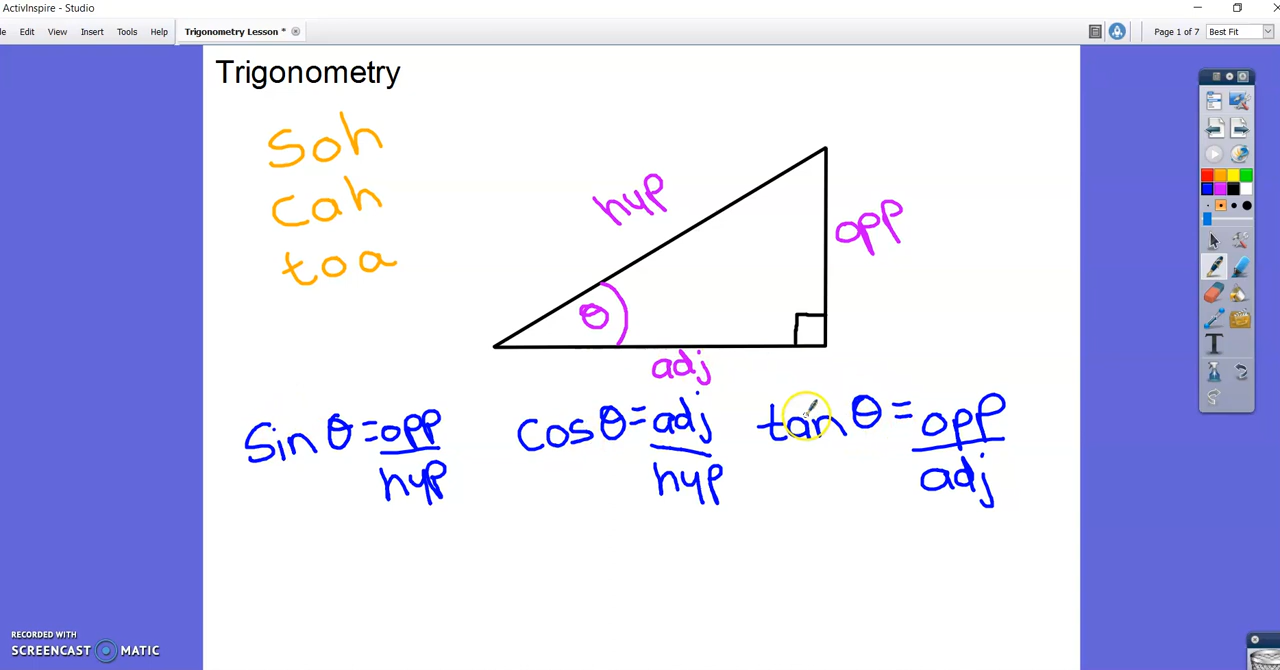 ActivInspire - Studio
Edit View Insert Tools Help Trigonometry Lesson * Page 1 of 7 Best Fit
Trigonometry
Soh
cah
toa
hyp
opp
θ
adj
Sin θ = opp/hyp
cos θ = adj/hyp
tan θ = opp/adj
RECORDED WITH
SCREENCAST MATIC